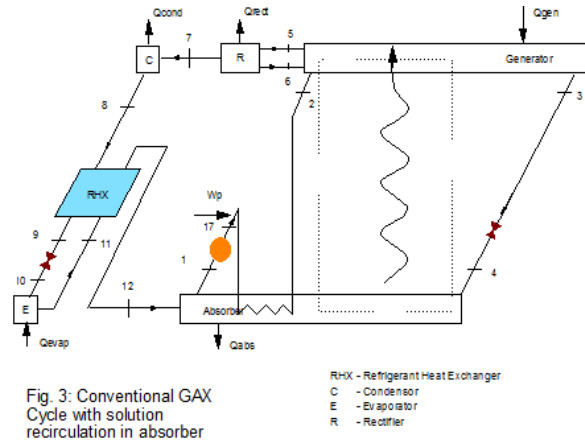 Qcond
Qrect
Qgen
7
5
C
R
Generator
6
2
3
8
RHX
Wp
9
11
17
10
1
4
12
E
Absorber
Qevap
Qabs
RHX - Refrigerant Heat Exchanger
C - Condensor
E - Evaporator
R - Rectifier
Fig. 3: Conventional GAX
Cycle with solution
recirculation in absorber